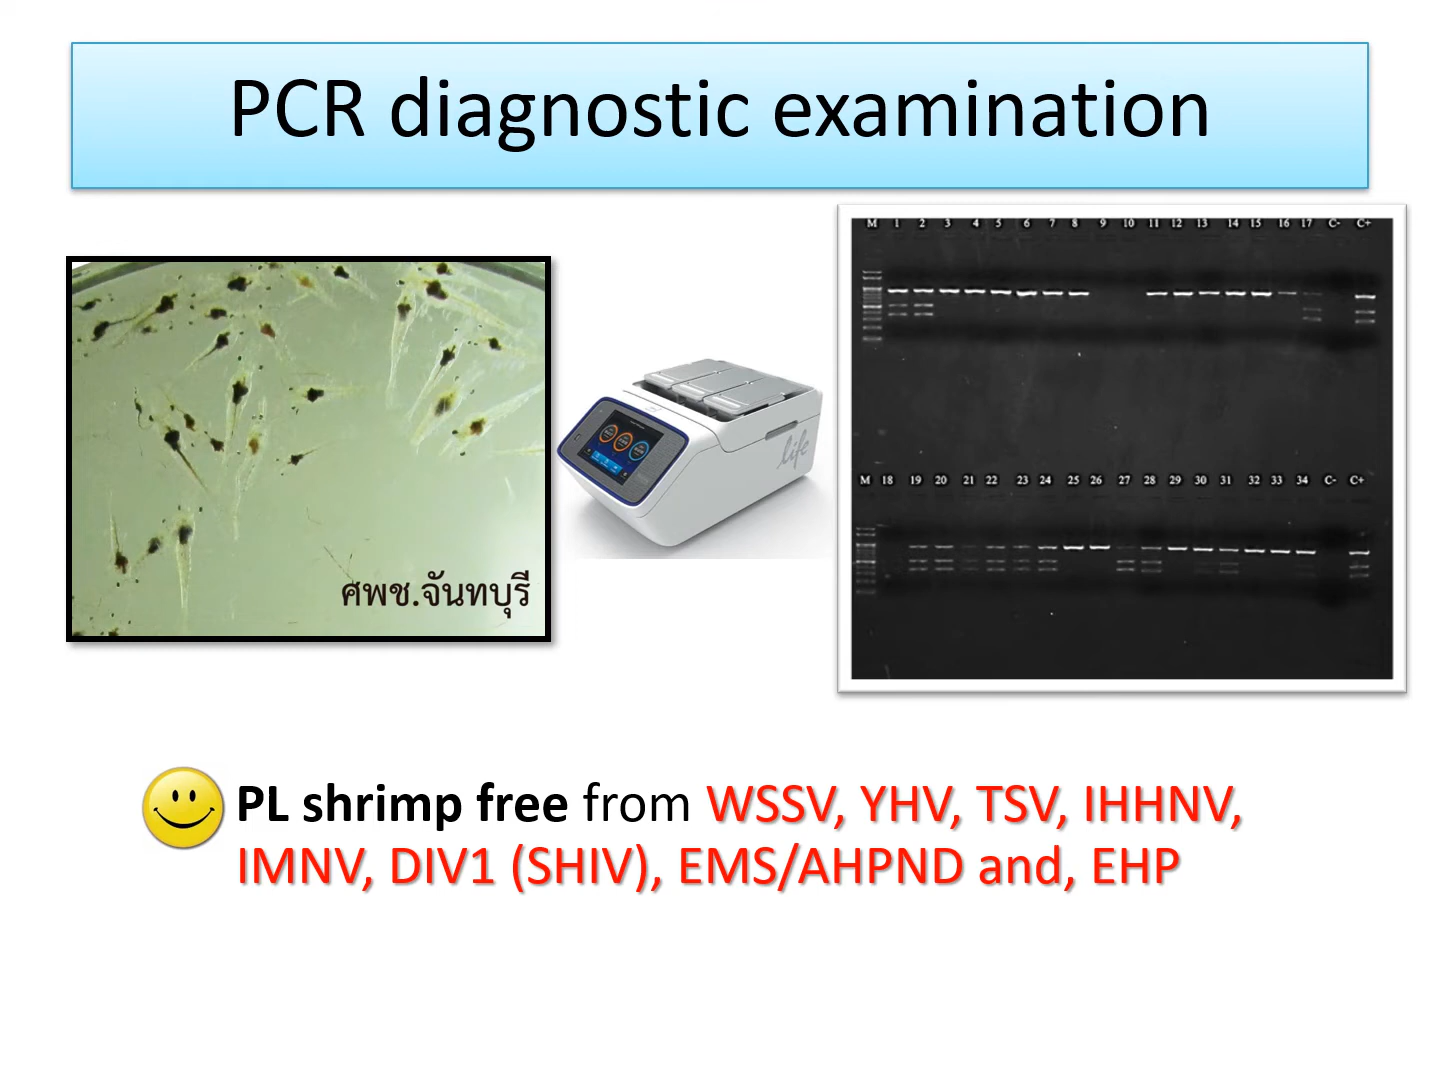 PCR diagnostic examination
M 1 2 3 4 5 6 7 8 9 10 11 12 13 14 15 16 17 C- C+
ศพช.จันทบุรี
life
M 18 19 20 21 22 23 24 25 26 27 28 29 30 31 32 33 34 C- C+
PL shrimp free from WSSV, YHV, TSV, IHHNV,
IMNV, DIV1 (SHIV), EMS/AHPND and, EHP